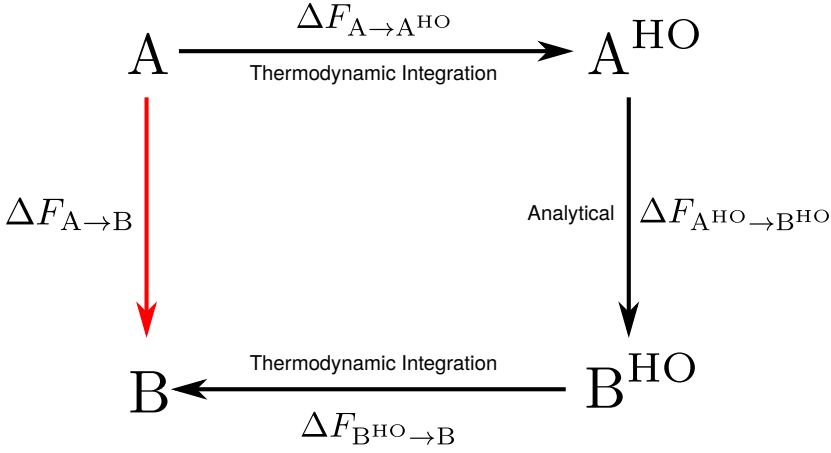 ΔF_{A→A^{HO}}
A
Thermodynamic Integration
A^{HO}
ΔF_{A→B}
Analytical
ΔF_{A^{HO}→B^{HO}}
Thermodynamic Integration
B
B^{HO}
ΔF_{B^{HO}→B}